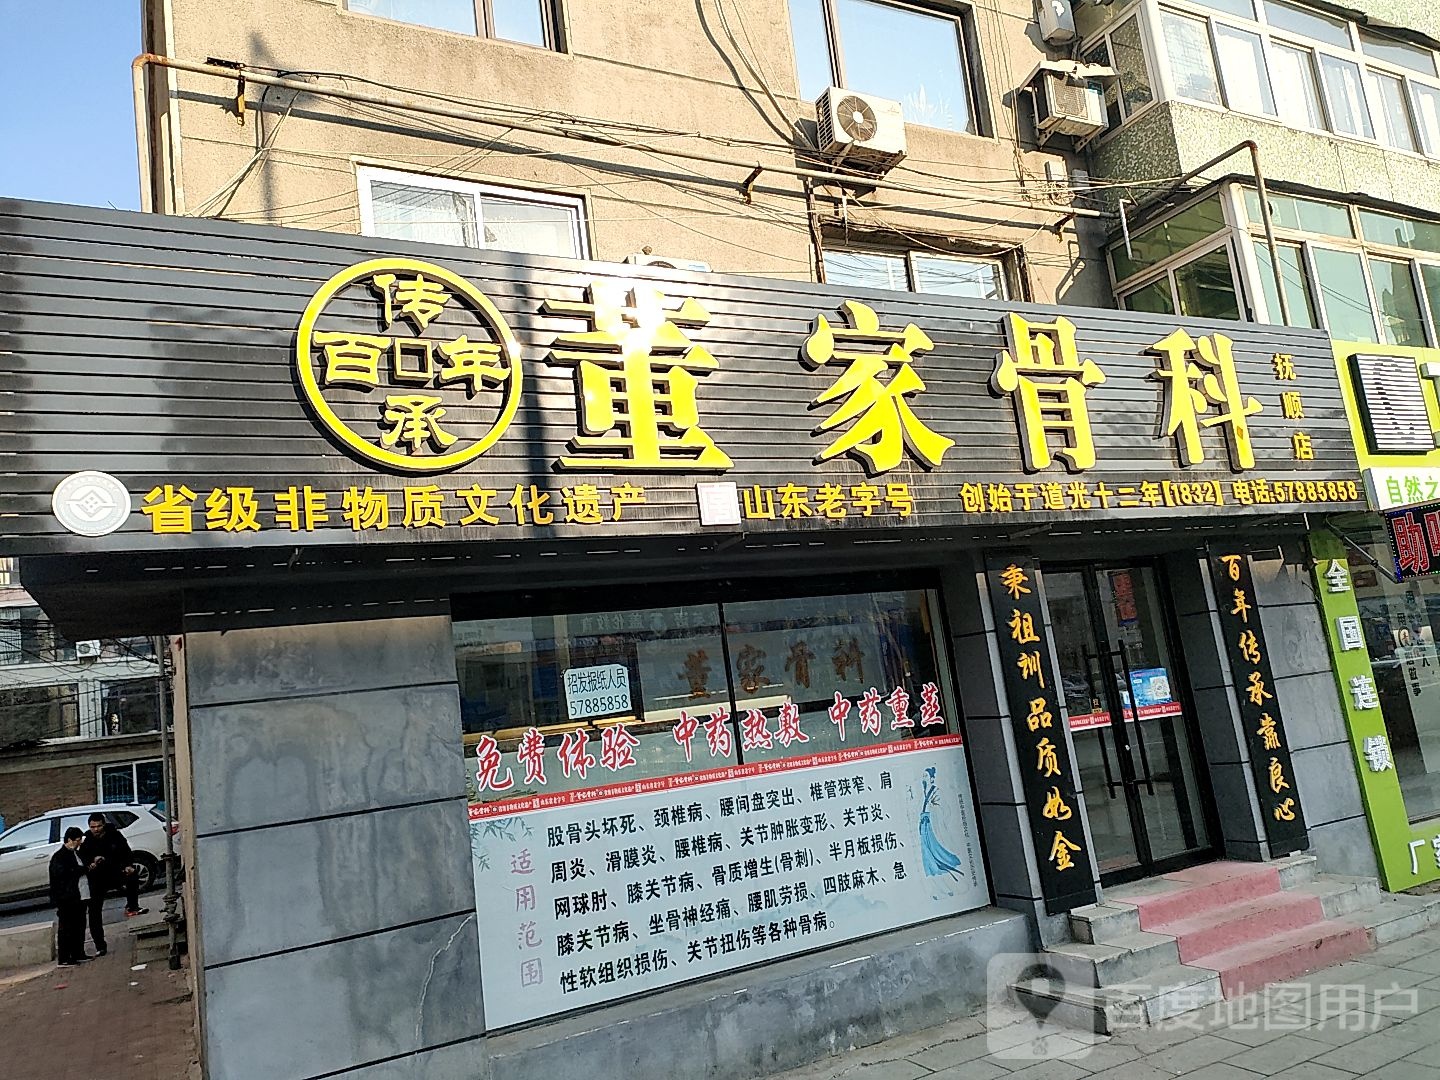 传
百年
承
董家骨科
抚顺店
省级非物质文化遗产
山东老字号
创始于道光十二年【1832】电话:57885858
秉祖训品质如金
百年传承靠良心
董家骨科
招发报纸人员
57885858
免费体验 中药热敷 中药熏蒸
适用范围
股骨头坏死、颈椎病、腰间盘突出、椎管狭窄、肩
周炎、滑膜炎、腰椎病、关节肿胀变形、关节炎、
网球肘、膝关节病、骨质增生(骨刺)、半月板损伤、
膝关节病、坐骨神经痛、腰肌劳损、四肢麻木、急
性软组织损伤、关节扭伤等各种骨病。
自然之
助
全国连锁
厂家
百度地图用户